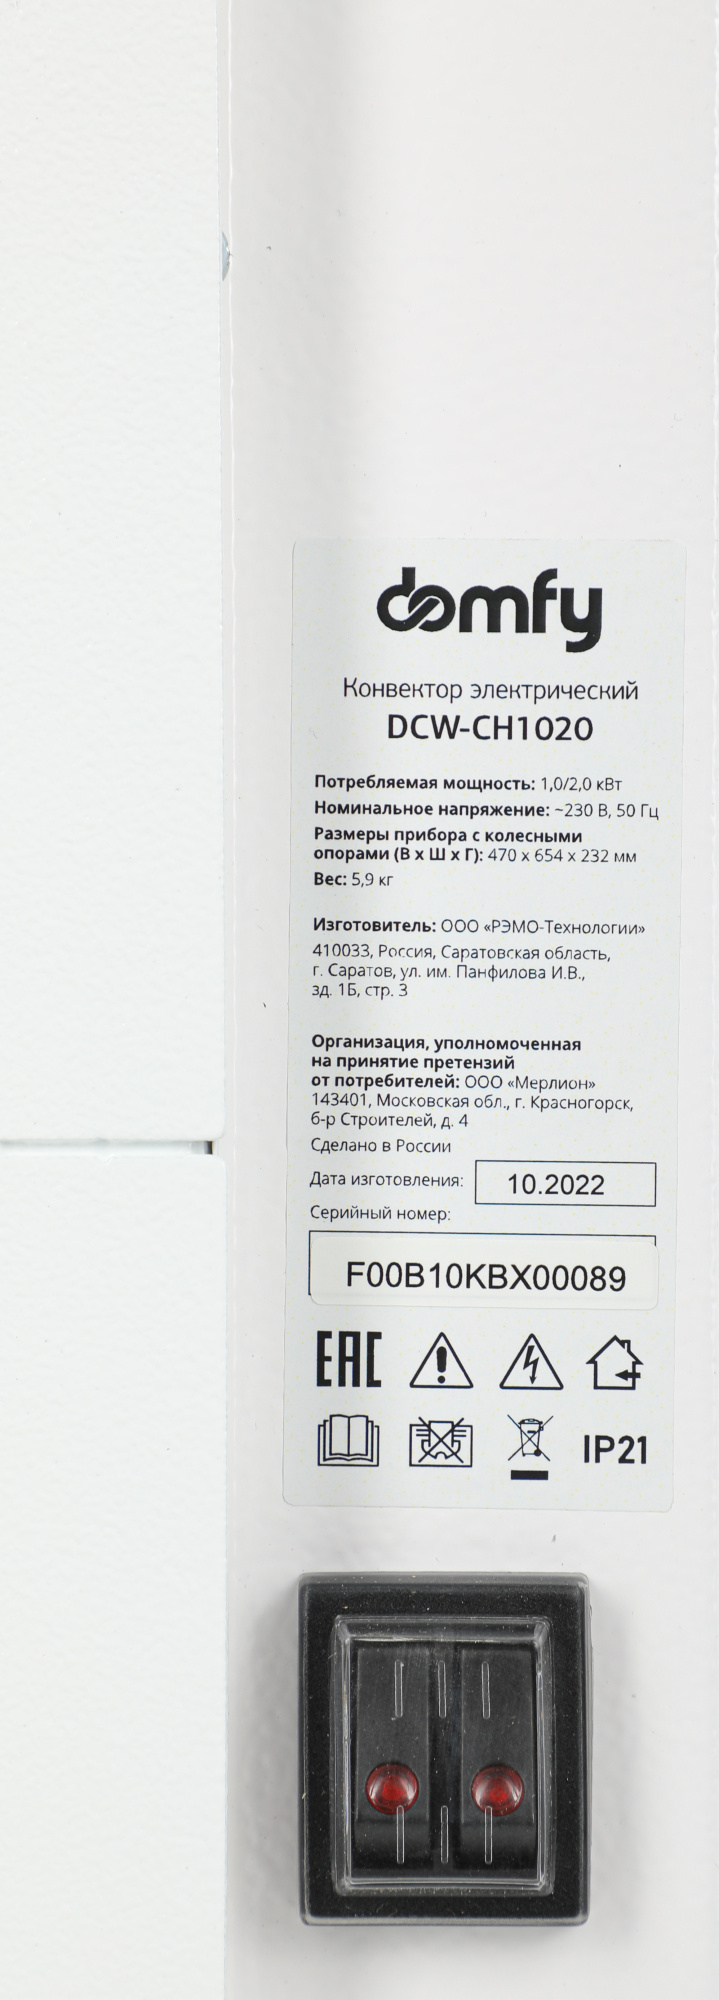 domfy
Конвектор электрический
DCW-CH1020
Потребляемая мощность: 1,0/2,0 кВт
Номинальное напряжение: ~230 В, 50 Гц
Размеры прибора с колесными
опорами (В х Ш х Г): 470 х 654 х 232 мм
Вес: 5,9 кг
Изготовитель: ООО «РЭМО-Технологии»
410033, Россия, Саратовская область,
г. Саратов, ул. им. Панфилова И.В.,
зд. 1Б, стр. 3
Организация, уполномоченная
на принятие претензий
от потребителей: ООО «Мерлион»
143401, Московская обл., г. Красногорск,
б-р Строителей, д. 4
Сделано в России
Дата изготовления: 10.2022
Серийный номер:
F00B10KBX00089
EAC
IP21